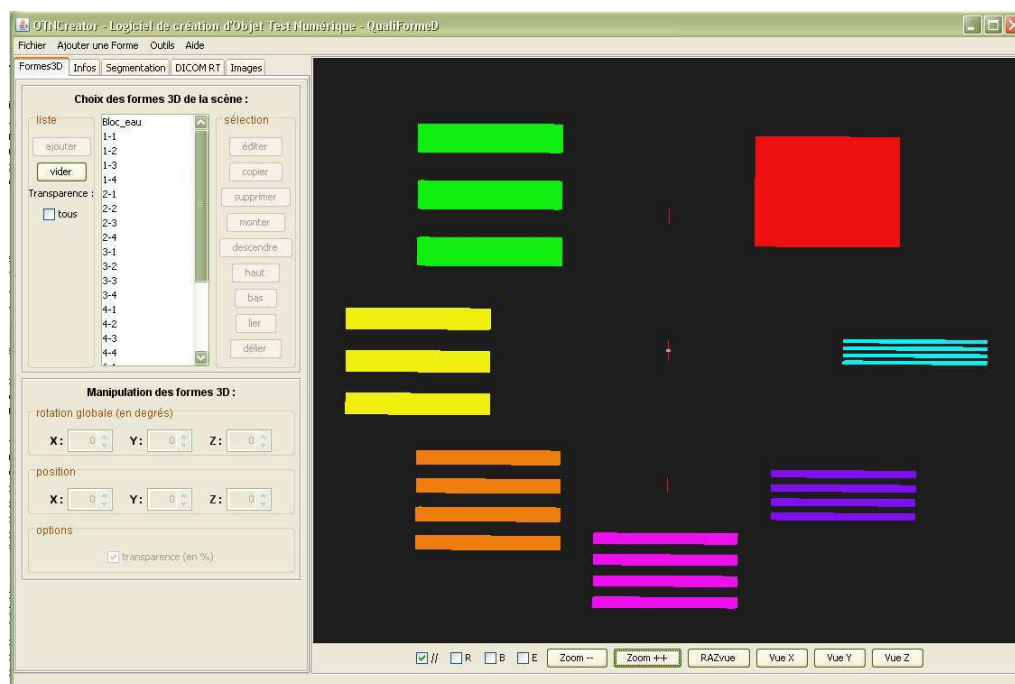 OTNCreator - Logiciel de création d'Objet Test Numérique - QualiFormeD
Fichier Ajouter une Forme Outils Aide
Formes3D Infos Segmentation DICOM RT Images
Choix des formes 3D de la scène :
liste
ajouter
vider
Transparence :
tous
Bloc_eau
1-1
1-2
1-3
1-4
2-1
2-2
2-3
2-4
3-1
3-2
3-3
3-4
4-1
4-2
4-3
4-4
sélection
éditer
copier
supprimer
monter
descendre
haut
bas
lier
délier
Manipulation des formes 3D :
rotation globale (en degrés)
X : 0 Y : 0 Z : 0
position
X : 0 Y : 0 Z : 0
options
transparence (en %)
// R B E Zoom -- Zoom ++ RAZvue Vue X Vue Y Vue Z